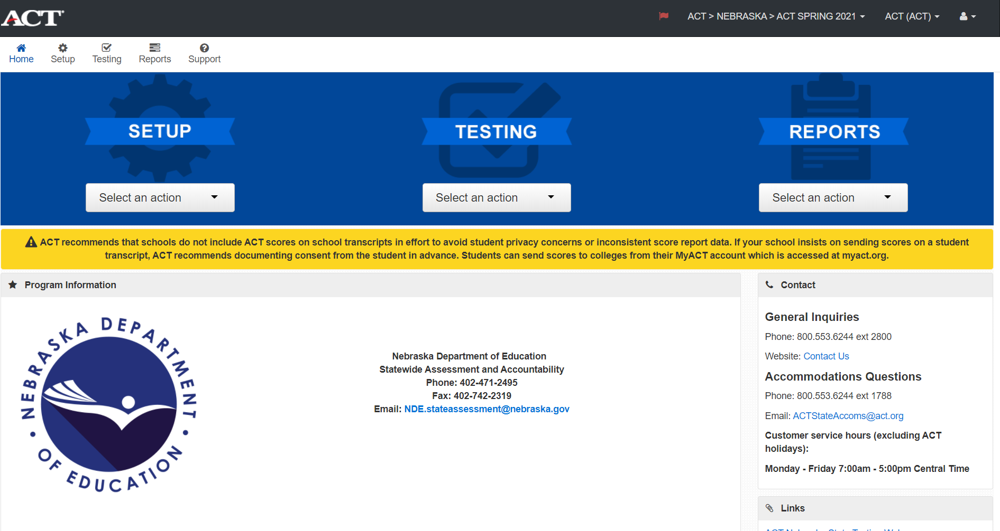 ACT
ACT > NEBRASKA > ACT SPRING 2021
ACT (ACT)
Home
Setup
Testing
Reports
Support
SETUP
TESTING
REPORTS
Select an action
Select an action
Select an action
ACT recommends that schools do not include ACT scores on school transcripts in effort to avoid student privacy concerns or inconsistent score report data. If your school insists on sending scores on a student
transcript, ACT recommends documenting consent from the student in advance. Students can send scores to colleges from their MyACT account which is accessed at myact.org.
Program Information
NEBRASKA DEPARTMENT
OF EDUCATION
Nebraska Department of Education
Statewide Assessment and Accountability
Phone: 402-471-2495
Fax: 402-742-2319
Email: NDE.stateassessment@nebraska.gov
Contact
General Inquiries
Phone: 800.553.6244 ext 2800
Website: Contact Us
Accommodations Questions
Phone: 800.553.6244 ext 1788
Email: ACTStateAccoms@act.org
Customer service hours (excluding ACT
holidays):
Monday - Friday 7:00am - 5:00pm Central Time
Links